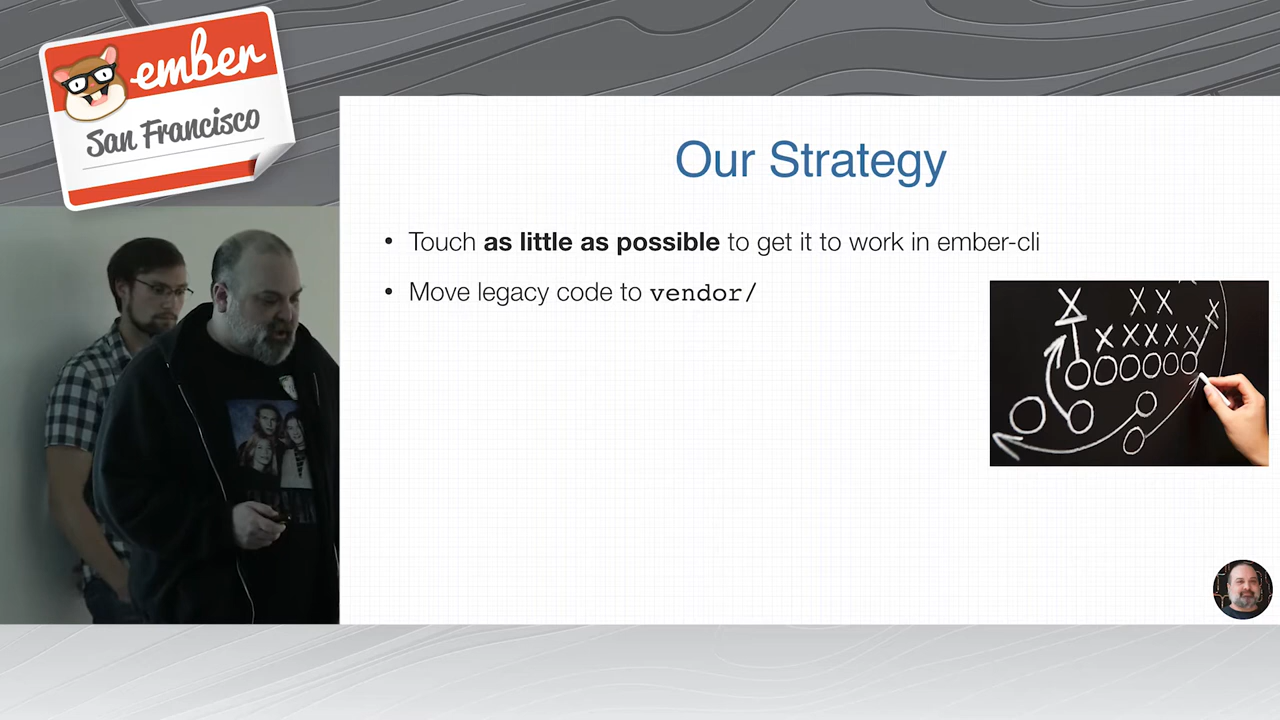 ember
San Francisco
Our Strategy
• Touch as little as possible to get it to work in ember-cli
• Move legacy code to vendor/
X X X X
X X X X X